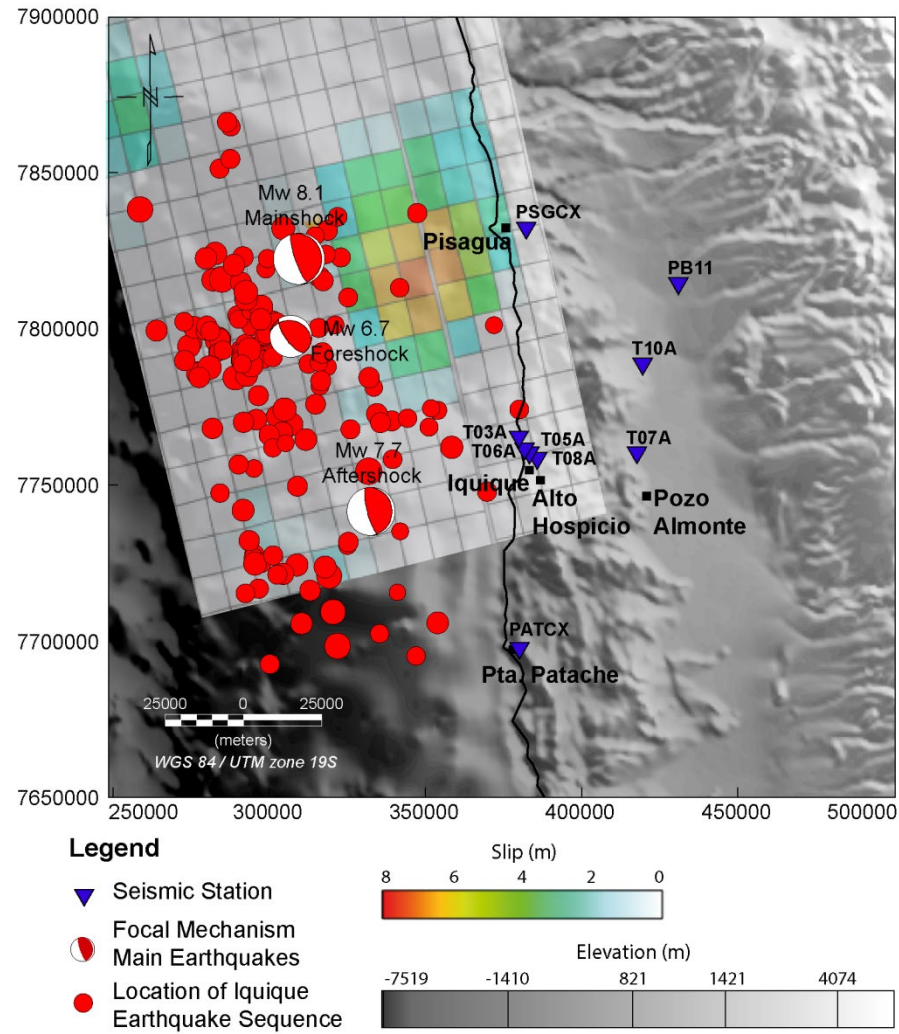 7900000
7850000
7800000
7750000
7700000
7650000
N
Mw 8.1
Mainshock
PSGCX
Pisagua
PB11
Mw 6.7
Foreshock
T10A
T03A
T05A
T07A
T06A
T08A
Mw 7.7
Aftershock
Iquique
Alto
Hospicio
Pozo
Almonte
PATCX
Pta. Patache
25000 0 25000
(meters)
WGS 84 / UTM zone 19S
250000 300000 350000 400000 450000 500000
Legend
Seismic Station
Focal Mechanism
Main Earthquakes
Location of Iquique
Earthquake Sequence
Slip (m)
8 6 4 2 0
Elevation (m)
-7519 -1410 821 1421 4074